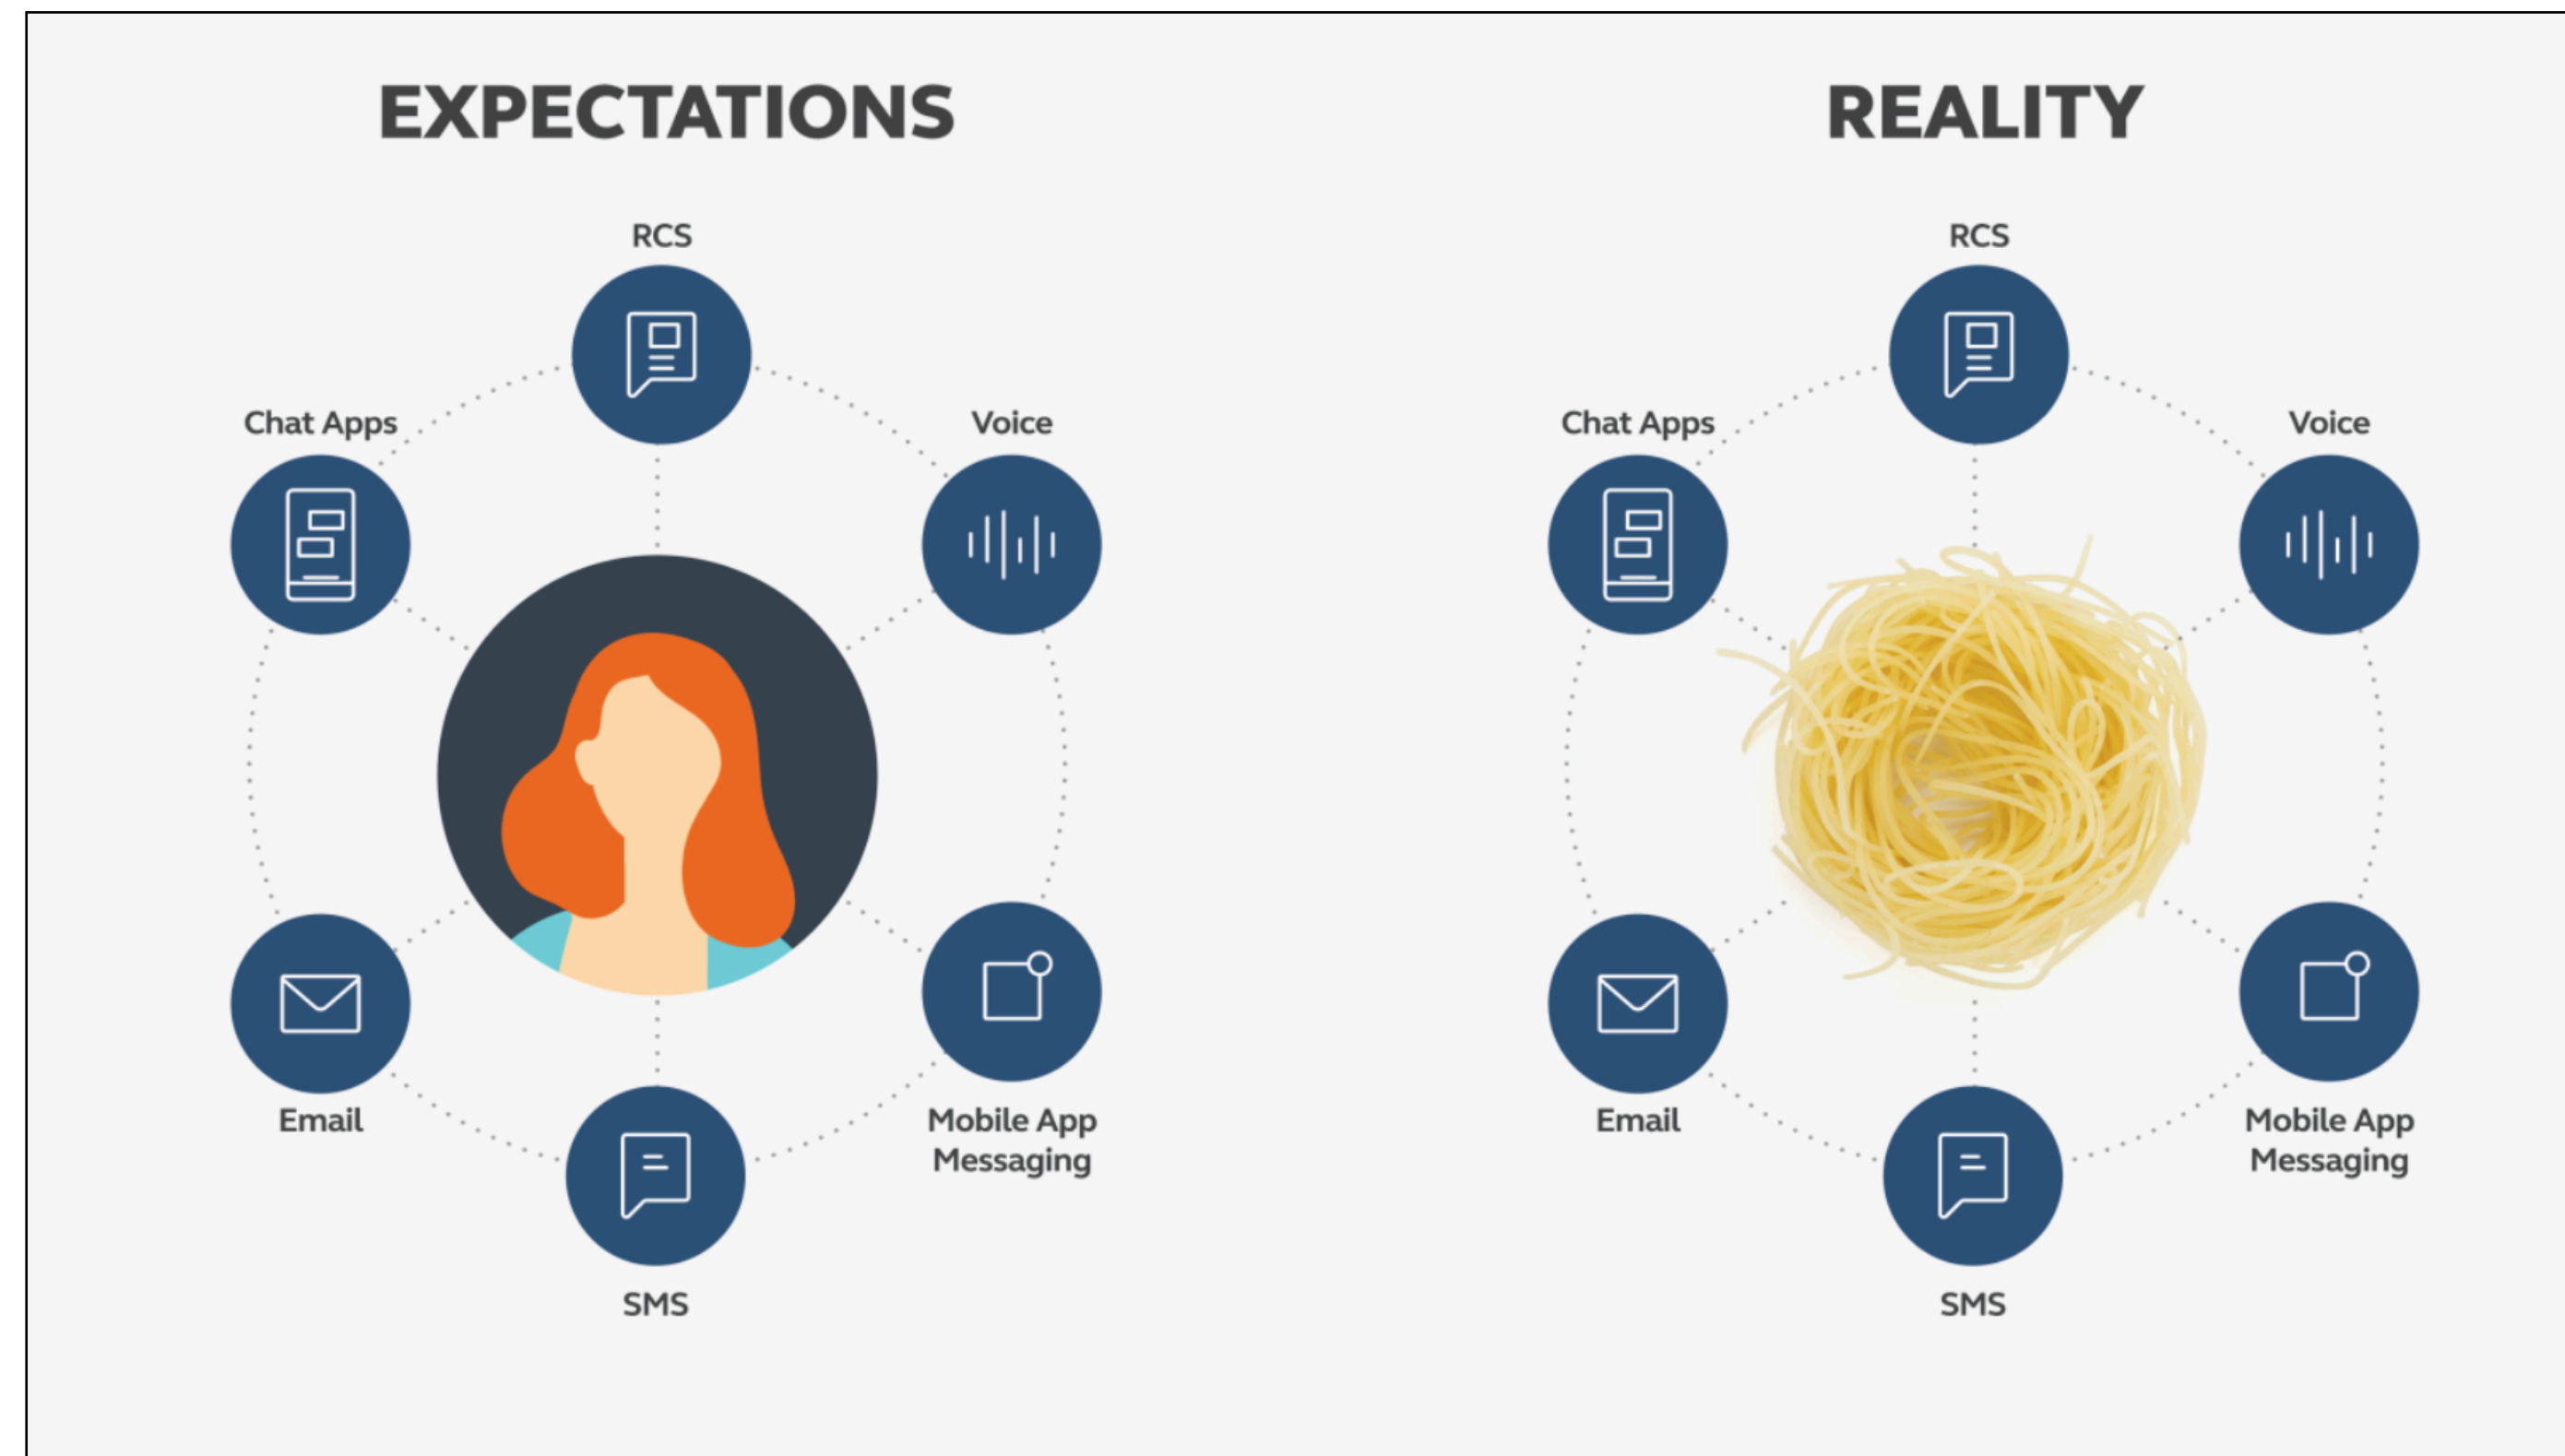 EXPECTATIONS
RCS
Chat Apps
Voice
Email
Mobile App
Messaging
SMS
REALITY
RCS
Chat Apps
Voice
Email
Mobile App
Messaging
SMS